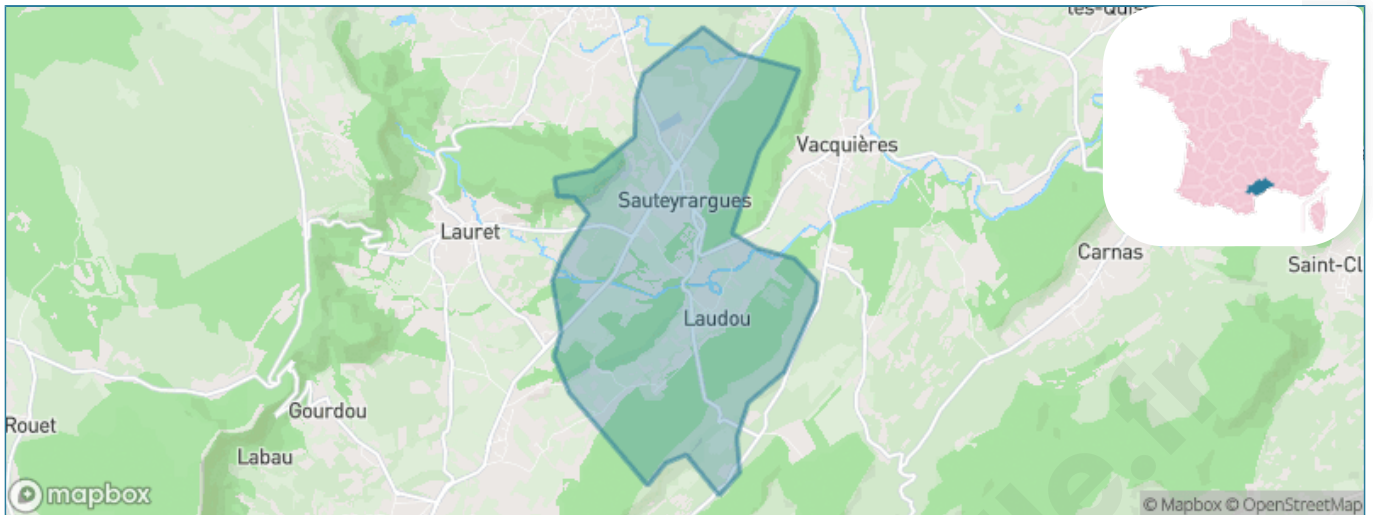 Vacquières
Sauteyrargues
Lauret
Carnas
Saint-Cl
Laudou
Gourdou
Rouet
Labau
mapbox
© Mapbox © OpenStreetMap